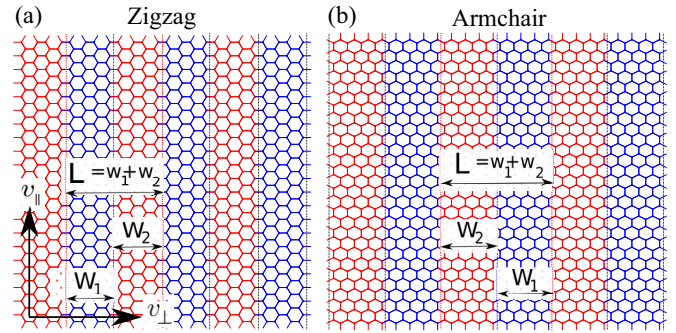 (a) Zigzag
(b) Armchair
L =w₁+w₂
L =w₁+w₂
v∥
W₂
W₂
W₁
W₁
v⊥